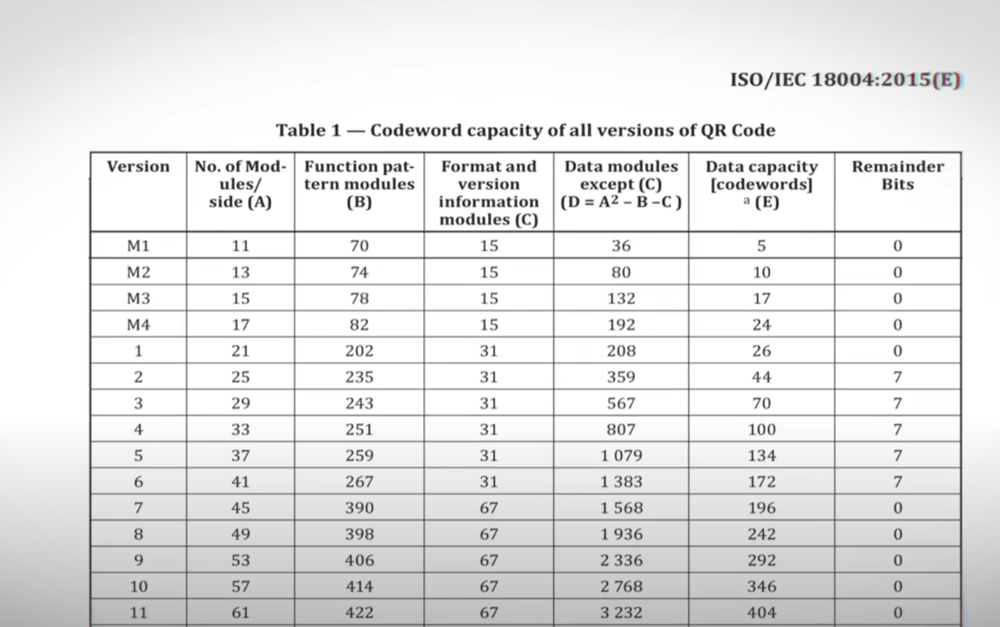 ISO/IEC 18004:2015(E)
Table 1 — Codeword capacity of all versions of QR Code
Version | No. of Mod-ules/ side (A) | Function pat-tern modules (B) | Format and version information modules (C) | Data modules except (C) (D = A² – B –C ) | Data capacity [codewords] ᵃ (E) | Remainder Bits
M1 11 70 15 36 5 0
M2 13 74 15 80 10 0
M3 15 78 15 132 17 0
M4 17 82 15 192 24 0
1 21 202 31 208 26 0
2 25 235 31 359 44 7
3 29 243 31 567 70 7
4 33 251 31 807 100 7
5 37 259 31 1 079 134 7
6 41 267 31 1 383 172 7
7 45 390 67 1 568 196 0
8 49 398 67 1 936 242 0
9 53 406 67 2 336 292 0
10 57 414 67 2 768 346 0
11 61 422 67 3 232 404 0